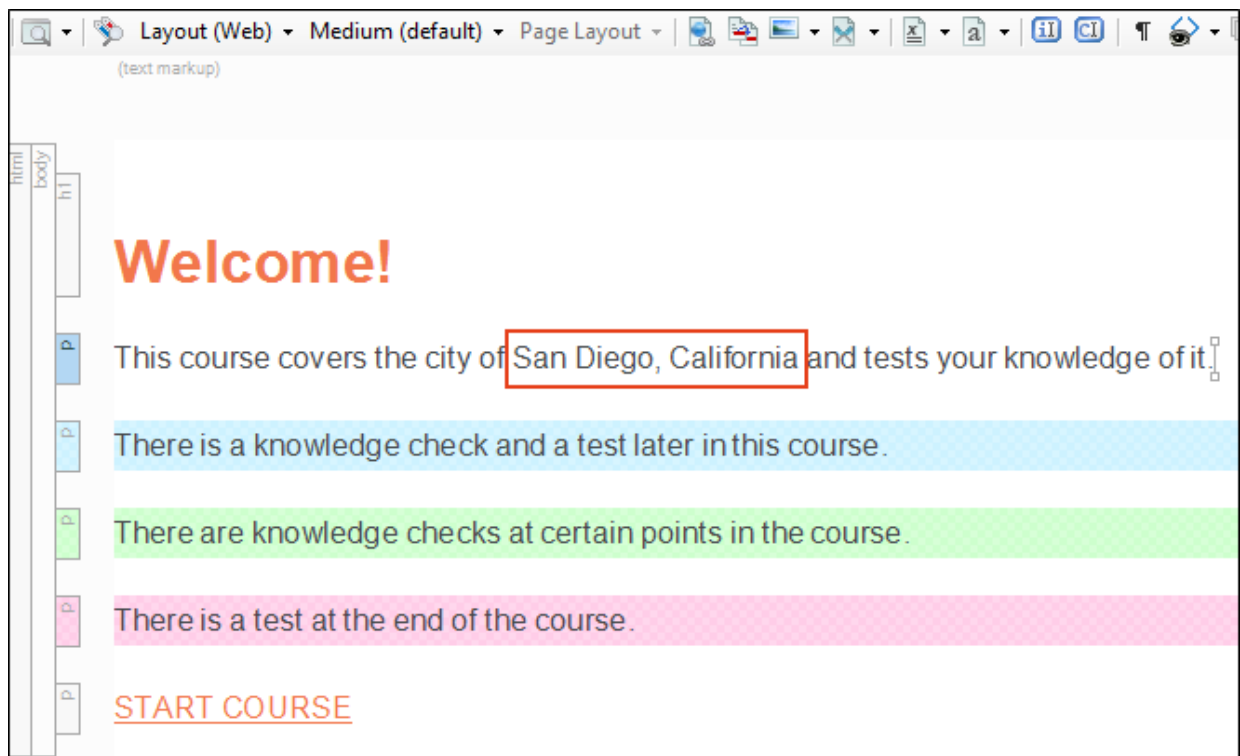 Layout (Web) Medium (default) Page Layout x a iI CI ¶
(text markup)
html
body
h1
Welcome!
p
This course covers the city of San Diego, California and tests your knowledge of it.
p
There is a knowledge check and a test later in this course.
p
There are knowledge checks at certain points in the course.
p
There is a test at the end of the course.
p
START COURSE